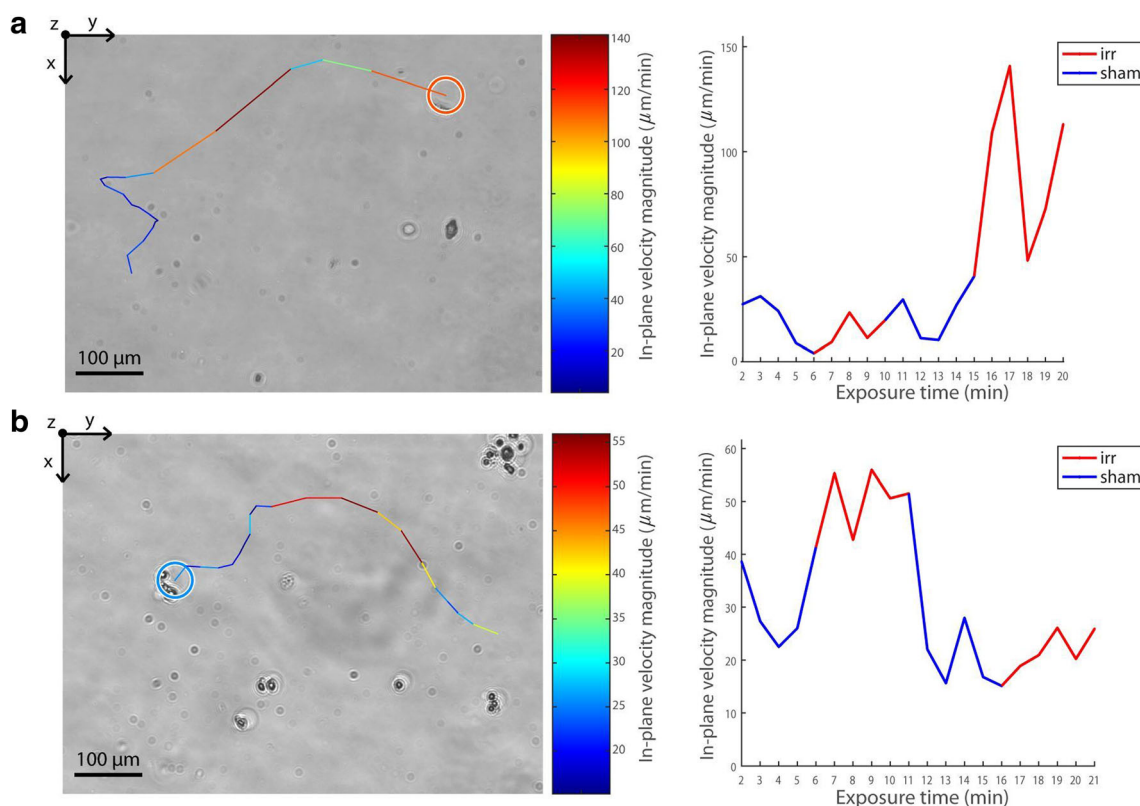 a
z y
x
100 μm
140
120
100
80
60
40
20
In-plane velocity magnitude (μm/min)
150
100
50
0
In-plane velocity magnitude (μm/min)
irr
sham
2 3 4 5 6 7 8 9 10 11 12 13 14 15 16 17 18 19 20
Exposure time (min)
b
z y
x
100 μm
55
50
45
40
35
30
25
20
In-plane velocity magnitude (μm/min)
60
50
40
30
20
10
0
In-plane velocity magnitude (μm/min)
irr
sham
2 3 4 5 6 7 8 9 10 11 12 13 14 15 16 17 18 19 20 21
Exposure time (min)